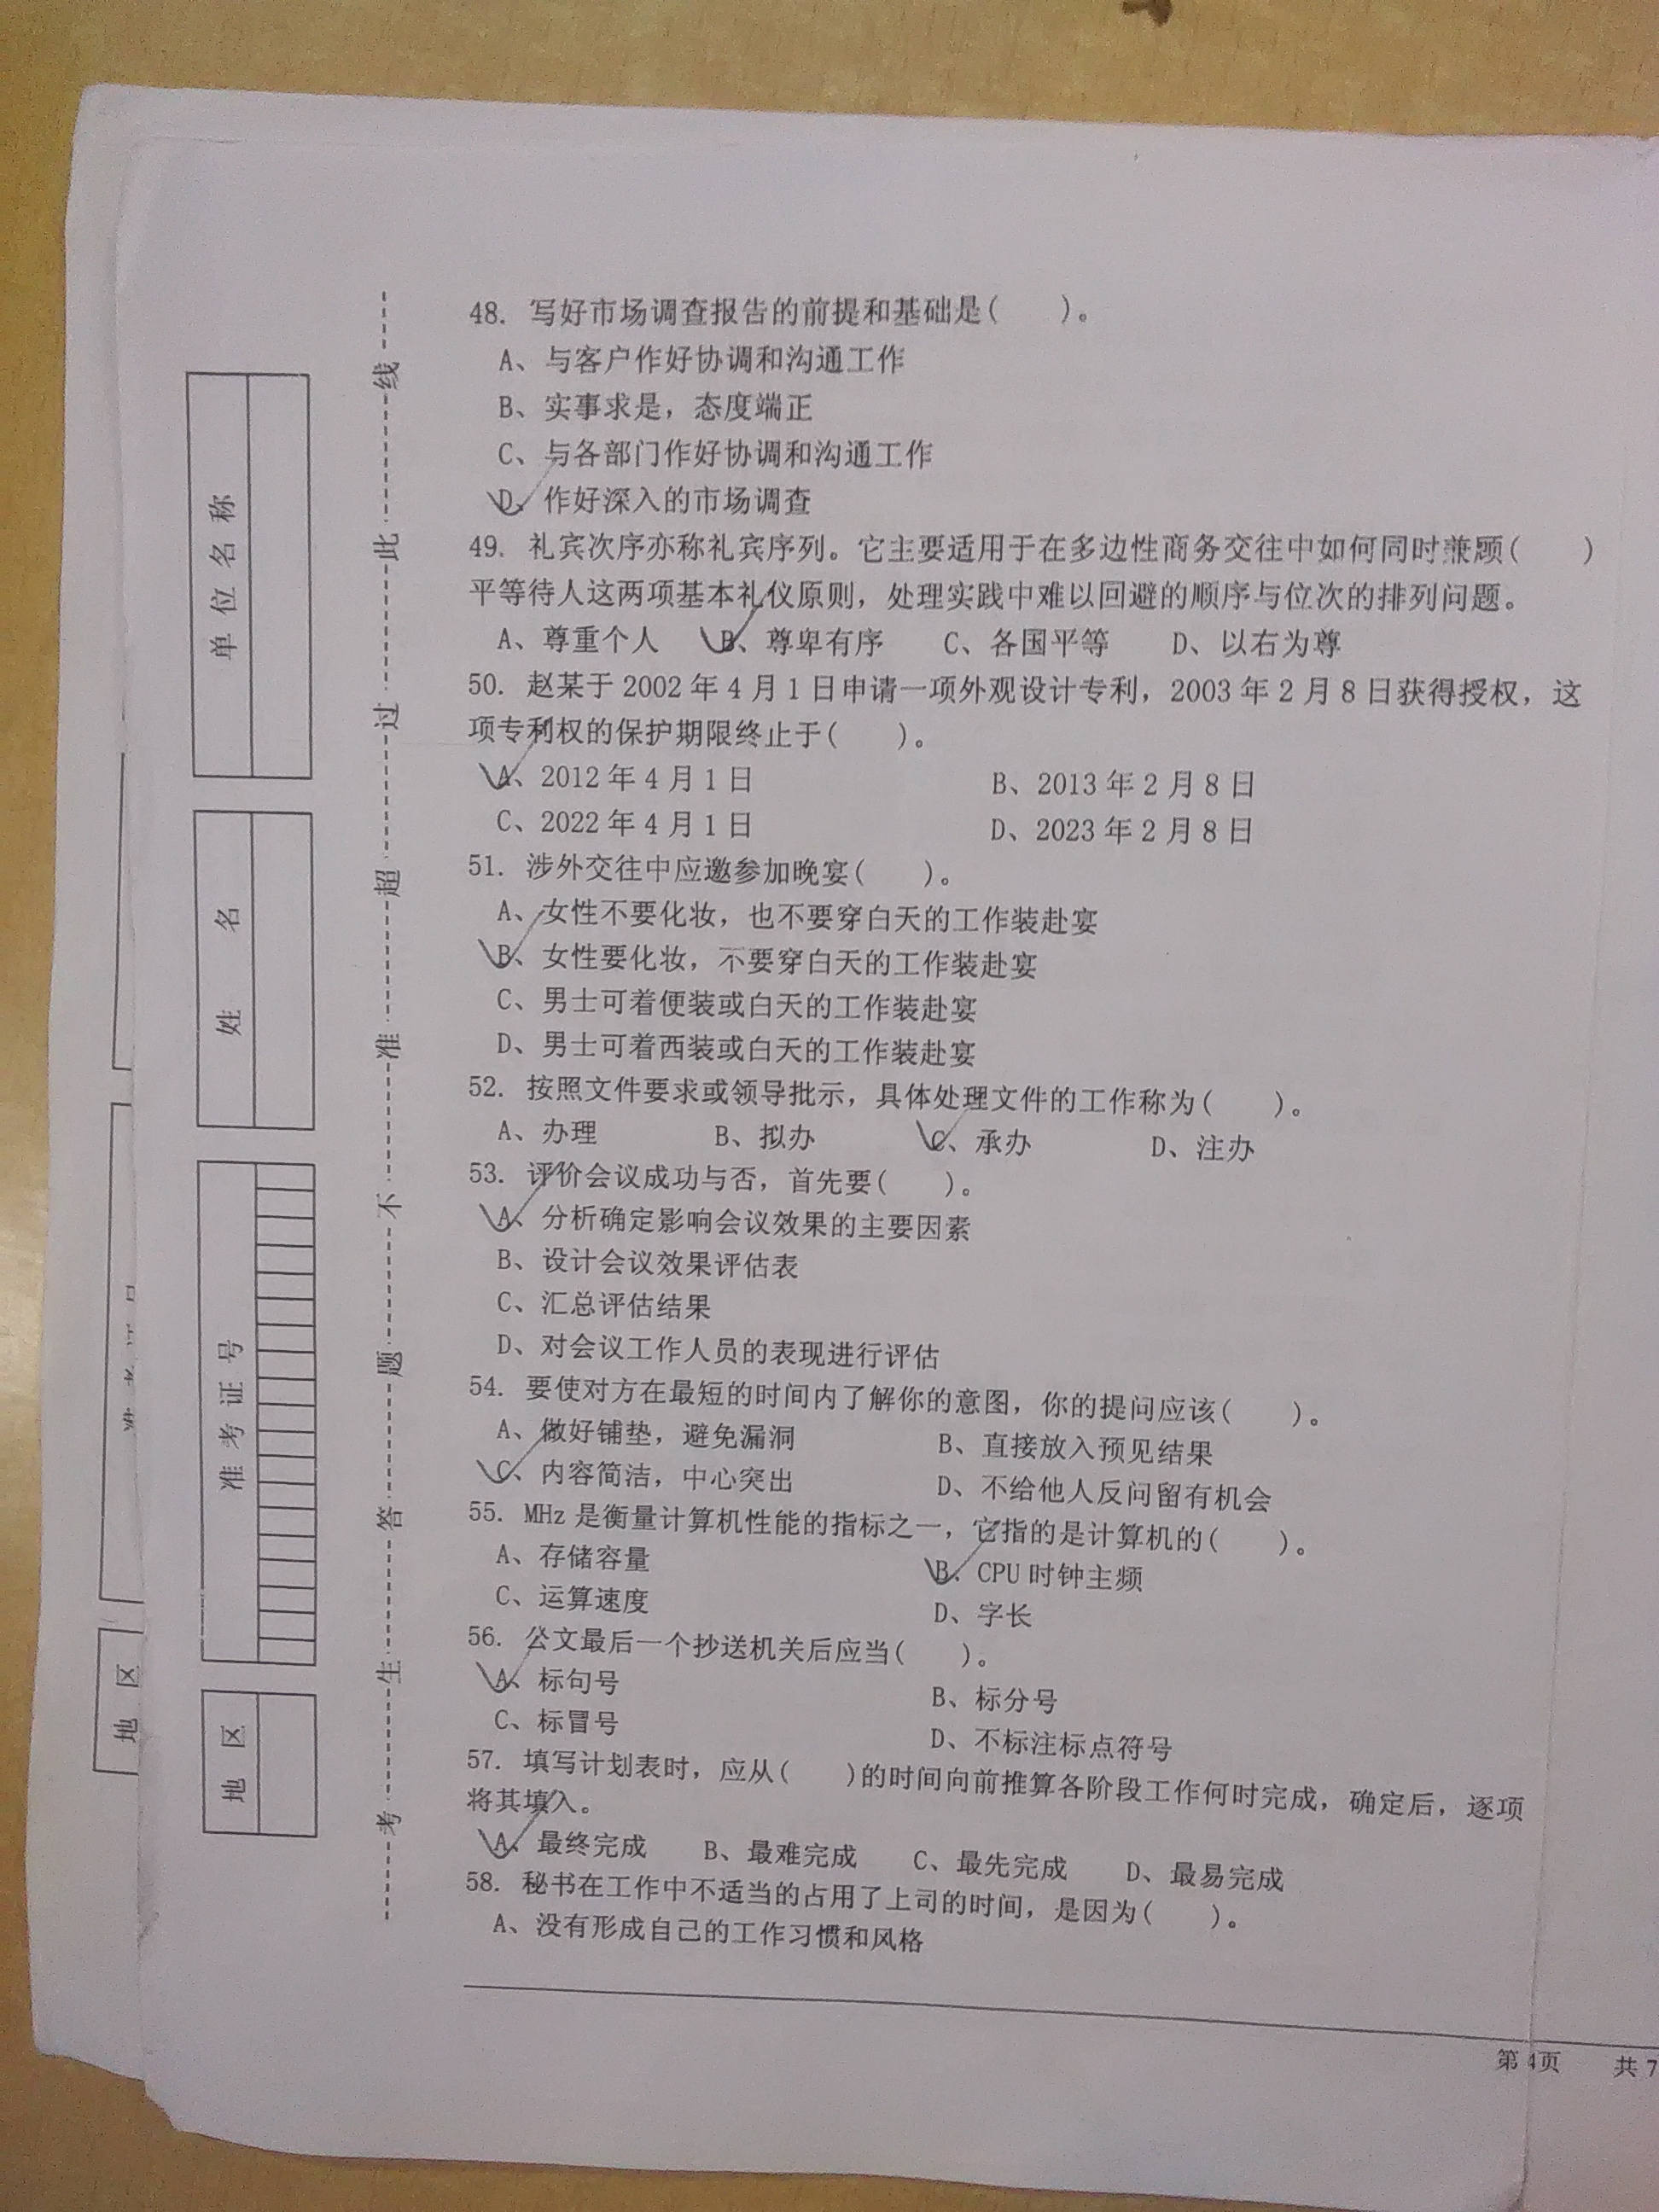 单位名称
姓名
准考证号
地区
地区
考生答题不准超过此线
48. 写好市场调查报告的前提和基础是(　　)。
A、与客户作好协调和沟通工作
B、实事求是，态度端正
C、与各部门作好协调和沟通工作
D、作好深入的市场调查
49. 礼宾次序亦称礼宾序列。它主要适用于在多边性商务交往中如何同时兼顾(　　)
平等待人这两项基本礼仪原则，处理实践中难以回避的顺序与位次的排列问题。
A、尊重个人　B、尊卑有序　C、各国平等　D、以右为尊
50. 赵某于 2002 年 4 月 1 日申请一项外观设计专利，2003 年 2 月 8 日获得授权，这
项专利权的保护期限终止于(　　)。
A、2012 年 4 月 1 日　B、2013 年 2 月 8 日
C、2022 年 4 月 1 日　D、2023 年 2 月 8 日
51. 涉外交往中应邀参加晚宴(　　)。
A、女性不要化妆，也不要穿白天的工作装赴宴
B、女性要化妆，不要穿白天的工作装赴宴
C、男士可着便装或白天的工作装赴宴
D、男士可着西装或白天的工作装赴宴
52. 按照文件要求或领导批示，具体处理文件的工作称为(　　)。
A、办理　B、拟办　C、承办　D、注办
53. 评价会议成功与否，首先要(　　)。
A、分析确定影响会议效果的主要因素
B、设计会议效果评估表
C、汇总评估结果
D、对会议工作人员的表现进行评估
54. 要使对方在最短的时间内了解你的意图，你的提问应该(　　)。
A、做好铺垫，避免漏洞　B、直接放入预见结果
C、内容简洁，中心突出　D、不给他人反问留有机会
55. MHz 是衡量计算机性能的指标之一，它指的是计算机的(　　)。
A、存储容量　B、CPU 时钟主频
C、运算速度　D、字长
56. 公文最后一个抄送机关后应当(　　)。
A、标句号　B、标分号
C、标冒号　D、不标注标点符号
57. 填写计划表时，应从(　　)的时间向前推算各阶段工作何时完成，确定后，逐项
将其填入。
A、最终完成　B、最难完成　C、最先完成　D、最易完成
58. 秘书在工作中不适当的占用了上司的时间，是因为(　　)。
A、没有形成自己的工作习惯和风格
第 4页　共 7